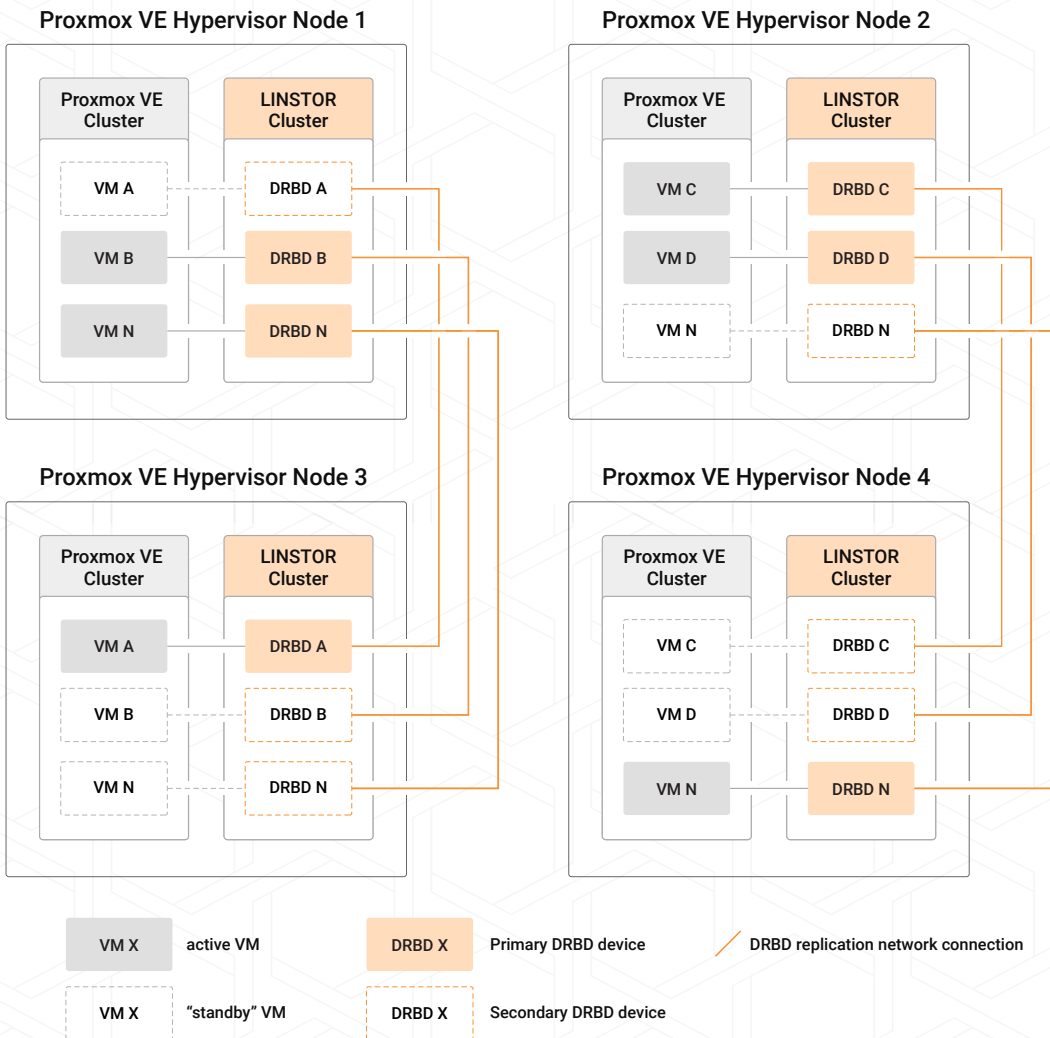 Proxmox VE Hypervisor Node 1
Proxmox VE
Cluster
LINSTOR
Cluster
VM A
DRBD A
VM B
DRBD B
VM N
DRBD N
Proxmox VE Hypervisor Node 2
Proxmox VE
Cluster
LINSTOR
Cluster
VM C
DRBD C
VM D
DRBD D
VM N
DRBD N
Proxmox VE Hypervisor Node 3
Proxmox VE
Cluster
LINSTOR
Cluster
VM A
DRBD A
VM B
DRBD B
VM N
DRBD N
Proxmox VE Hypervisor Node 4
Proxmox VE
Cluster
LINSTOR
Cluster
VM C
DRBD C
VM D
DRBD D
VM N
DRBD N
VM X
active VM
DRBD X
Primary DRBD device
DRBD replication network connection
VM X
“standby” VM
DRBD X
Secondary DRBD device